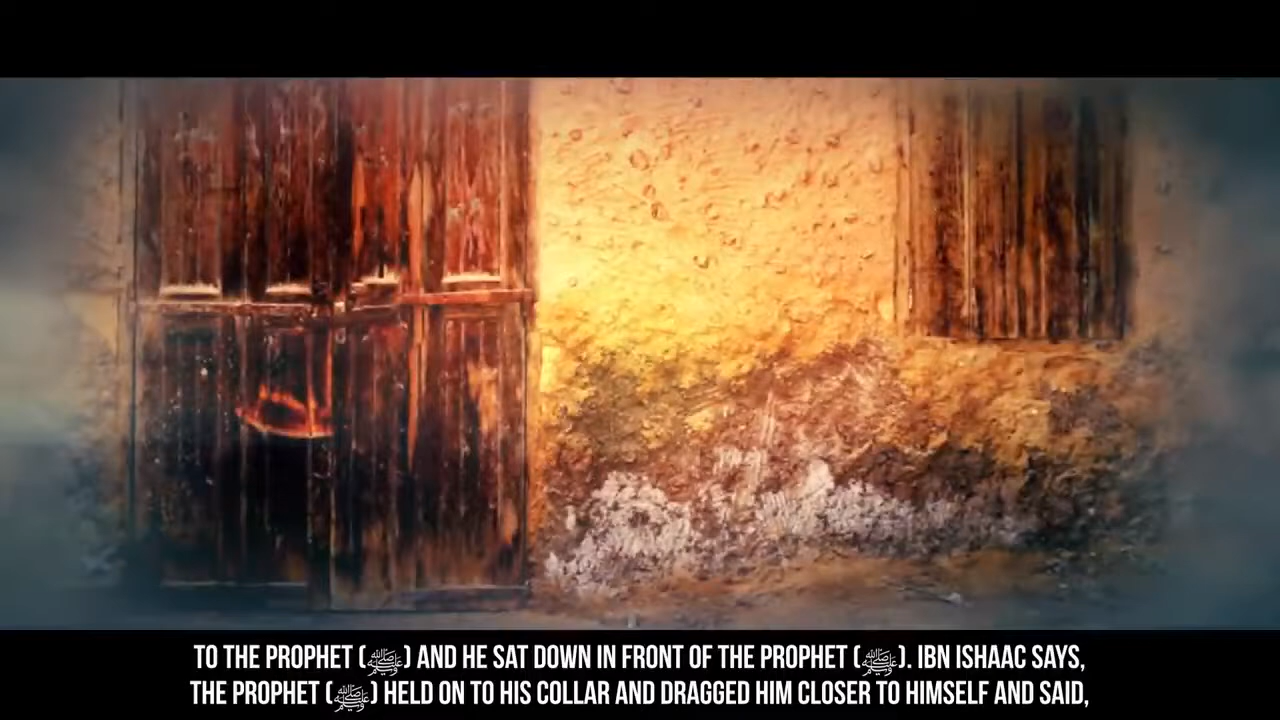 TO THE PROPHET (ﷺ) AND HE SAT DOWN IN FRONT OF THE PROPHET (ﷺ). IBN ISHAAC SAYS,
THE PROPHET (ﷺ) HELD ON TO HIS COLLAR AND DRAGGED HIM CLOSER TO HIMSELF AND SAID,